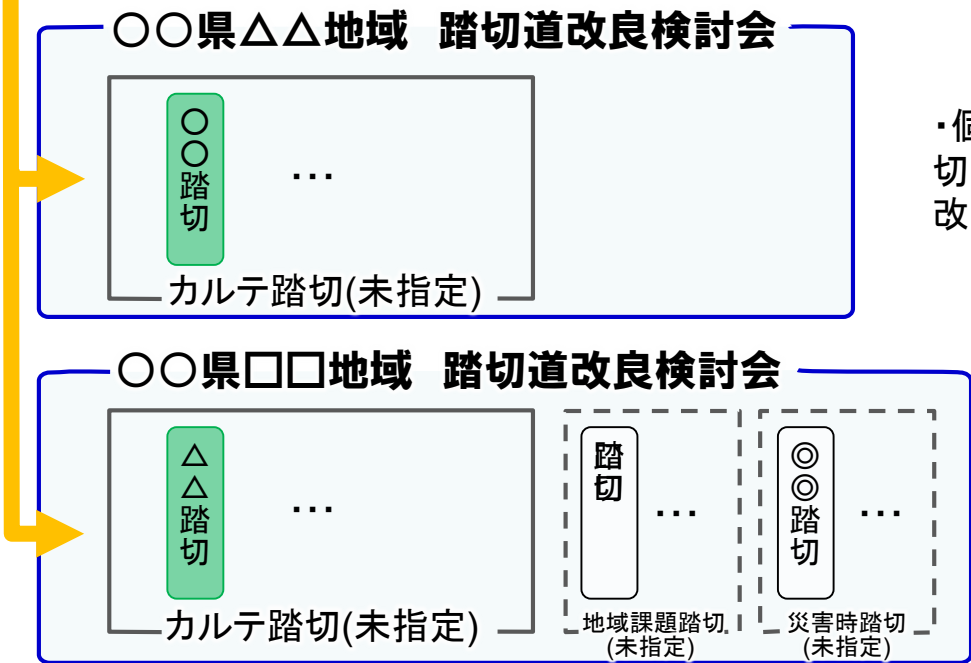 〇〇県△△地域 踏切道改良検討会
〇〇踏切
…
カルテ踏切(未指定)
・個
切
改
〇〇県□□地域 踏切道改良検討会
△△踏切
…
カルテ踏切(未指定)
踏切
…
地域課題踏切
(未指定)
◎◎踏切
…
災害時踏切
(未指定)